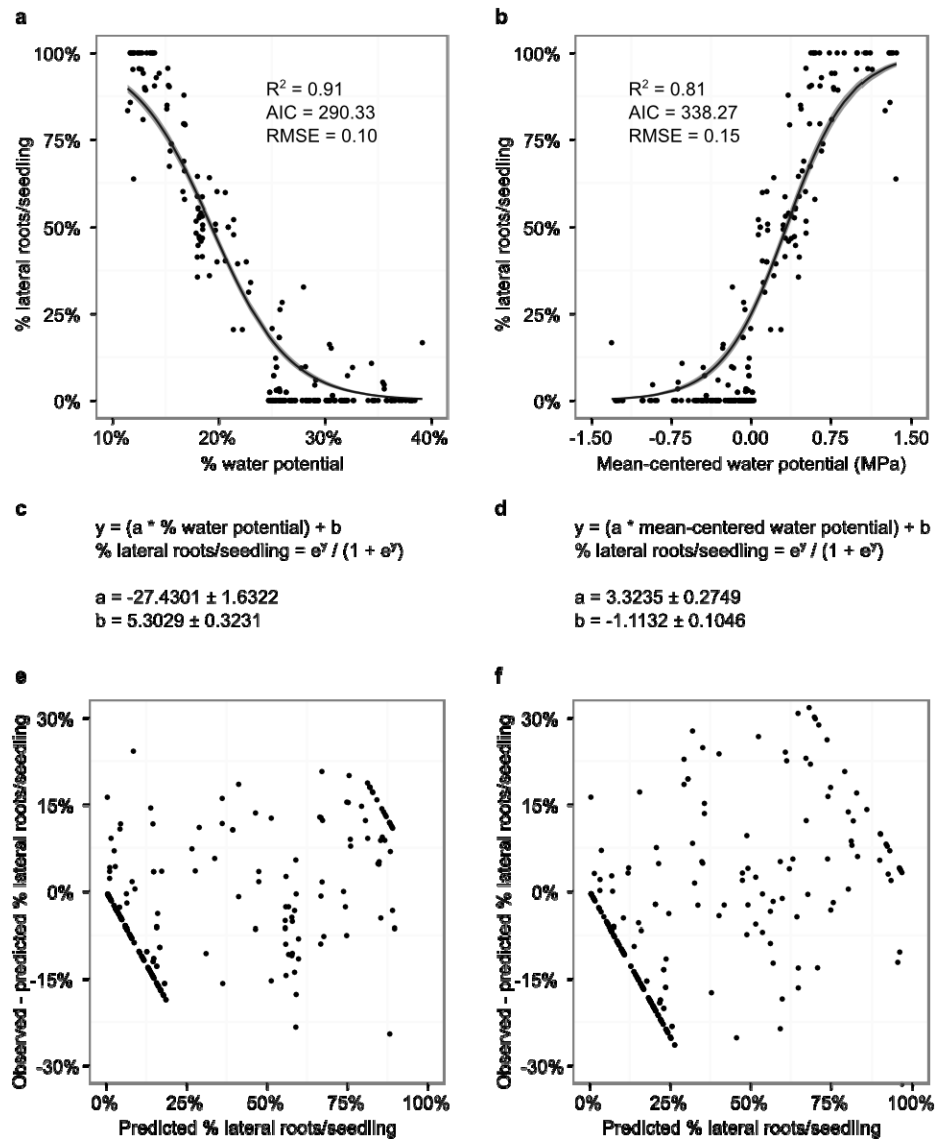 a
100%
75%
50%
25%
0%
% lateral roots/seedling
R² = 0.91
AIC = 290.33
RMSE = 0.10
10%
20%
30%
40%
% water potential
b
100%
75%
50%
25%
0%
% lateral roots/seedling
R² = 0.81
AIC = 338.27
RMSE = 0.15
-1.50
-0.75
0.00
0.75
1.50
Mean-centered water potential (MPa)
c
y = (a * % water potential) + b
% lateral roots/seedling = eʸ / (1 + eʸ)
a = -27.4301 ± 1.6322
b = 5.3029 ± 0.3231
d
y = (a * mean-centered water potential) + b
% lateral roots/seedling = eʸ / (1 + eʸ)
a = 3.3235 ± 0.2749
b = -1.1132 ± 0.1046
e
30%
15%
0%
-15%
-30%
Observed - predicted % lateral roots/seedling
0%
25%
50%
75%
100%
Predicted % lateral roots/seedling
f
30%
15%
0%
-15%
-30%
Observed - predicted % lateral roots/seedling
0%
25%
50%
75%
100%
Predicted % lateral roots/seedling